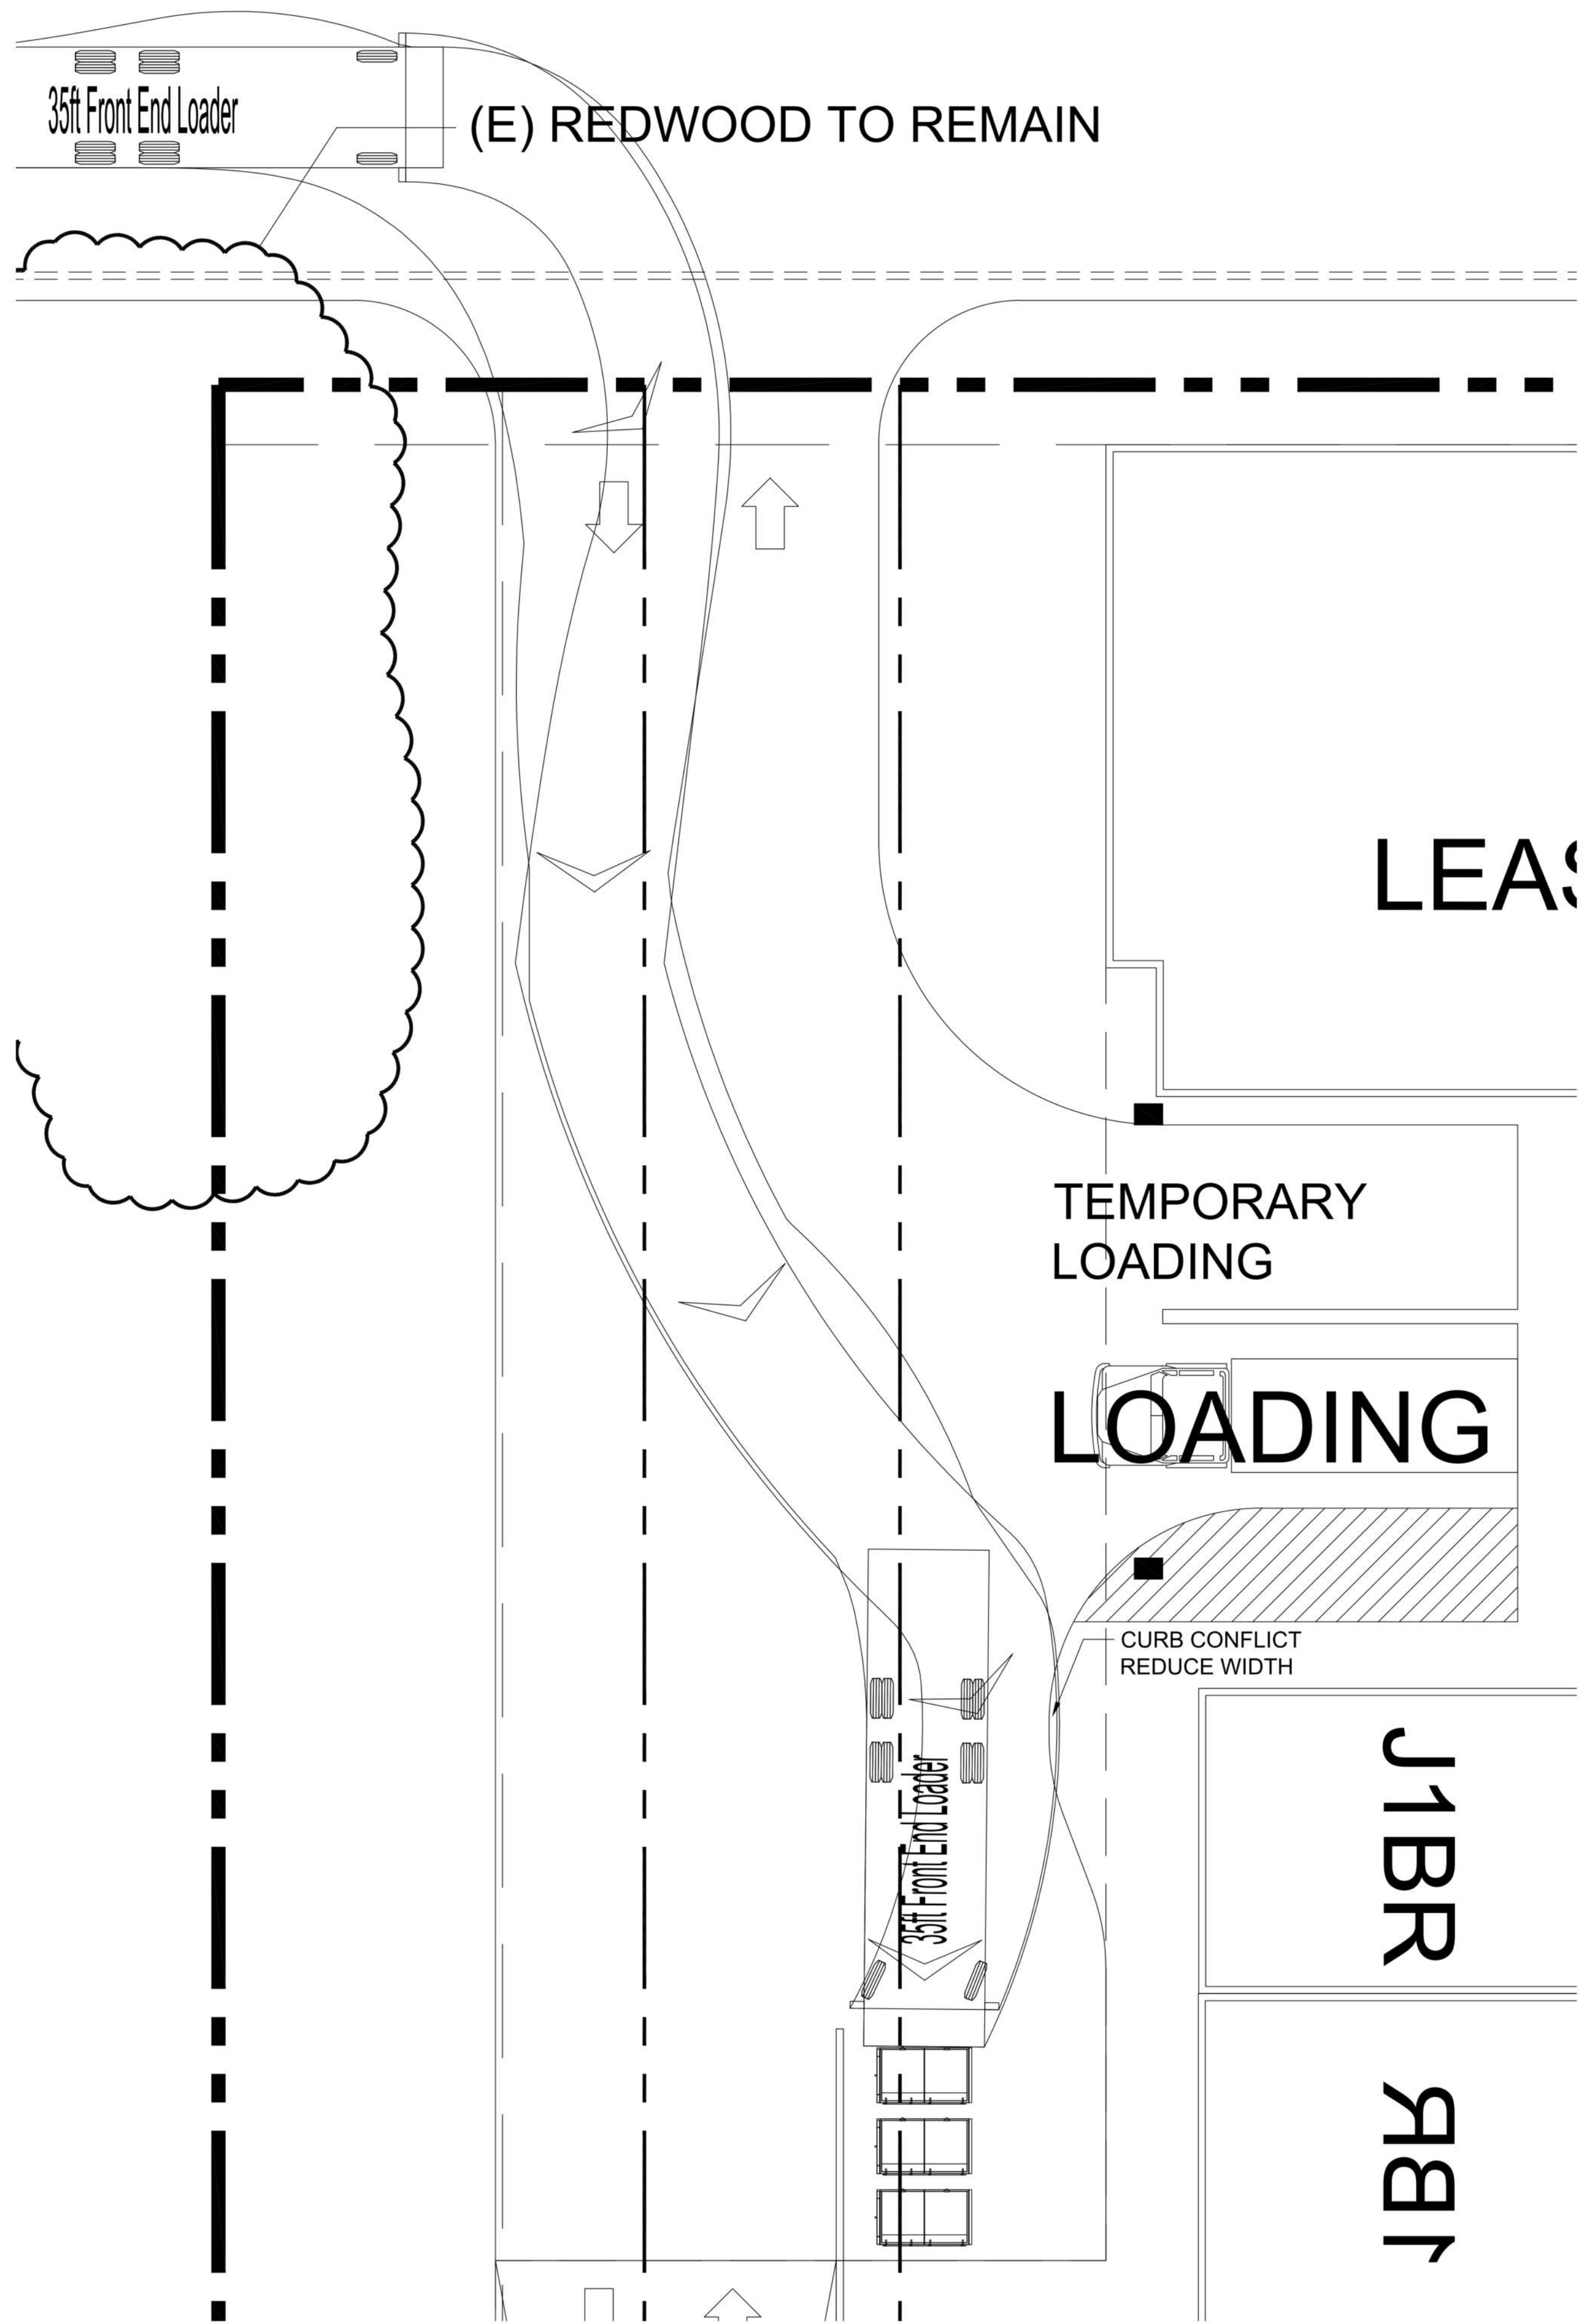 35ft Front End Loader
(E) REDWOOD TO REMAIN
LEAS
TEMPORARY
LOADING
LOADING
CURB CONFLICT
REDUCE WIDTH
J1BR
35ft Front End Loader
1BR